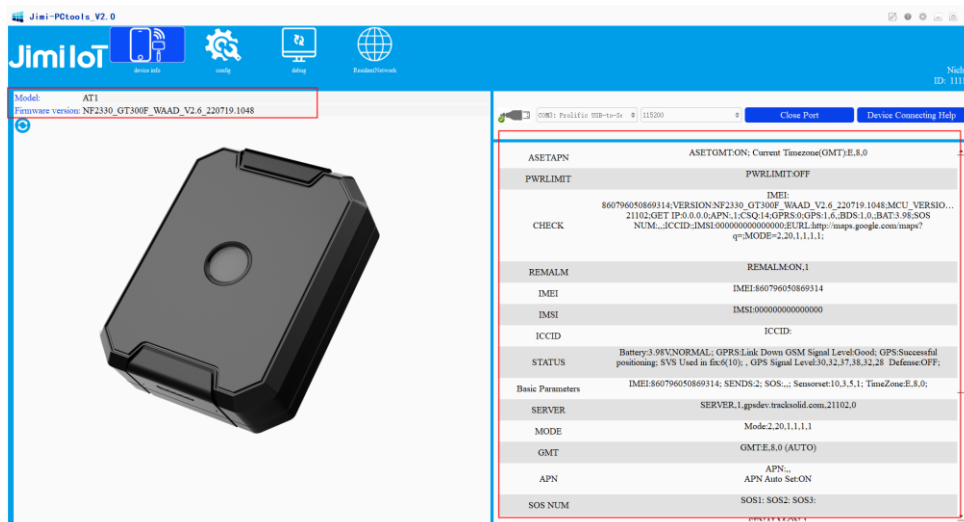 Jimi-PCtools_V2.0
JimiIoT
device info
config
debug
ResidentNetwork
Nich
ID: 111
Model: AT1
Firmware version: NF2330_GT300F_WAAD_V2.6_220719.1048
COM3: Prolific USB-to-Se
115200
Close Port
Device Connecting Help
ASETAPN
ASETGMT:ON; Current Timezone(GMT):E,8,0
PWRLIMIT
PWRLIMIT:OFF
CHECK
IMEI:
860796050869314;VERSION:NF2330_GT300F_WAAD_V2.6_220719.1048;MCU_VERSIO...
21102;GET IP:0.0.0.0;APN:,1;CSQ:14;GPRS:0;GPS:1,6,;BDS:1,0,;BAT:3.98;SOS
NUM:,,;ICCID:;IMSI:000000000000000;EURL:http://maps.google.com/maps?
q=;MODE=2,20,1,1,1,1;
REMALM
REMALM:ON,1
IMEI
IMEI:860796050869314
IMSI
IMSI:000000000000000
ICCID
ICCID:
STATUS
Battery:3.98V,NORMAL; GPRS:Link Down GSM Signal Level:Good; GPS:Successful
positioning; SVS Used in fix:6(10); , GPS Signal Level:30,32,37,38,32,28 Defense:OFF;
Basic Parameters
IMEI:860796050869314; SENDS:2; SOS:,,; Sensorset:10,3,5,1; TimeZone:E,8,0;
SERVER
SERVER,1,gpsdev.tracksolid.com,21102,0
MODE
Mode:2,20,1,1,1,1
GMT
GMT:E,8,0 (AUTO)
APN
APN:,,
APN Auto Set:ON
SOS NUM
SOS1: SOS2: SOS3: